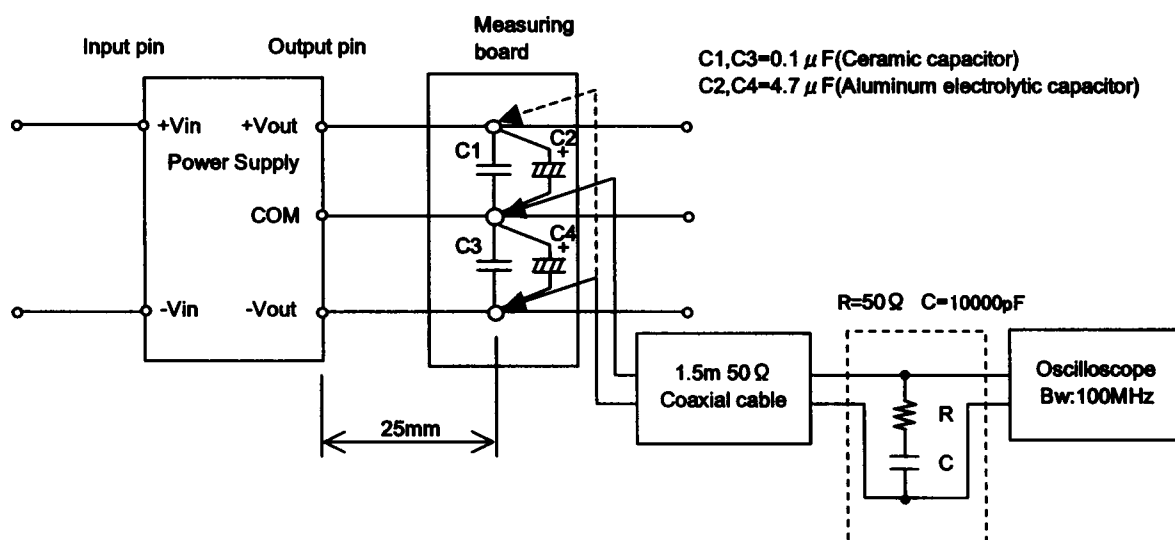 Measuring
board
Input pin
Output pin
C1,C3=0.1 μF(Ceramic capacitor)
C2,C4=4.7 μF(Aluminum electrolytic capacitor)
+Vin
+Vout
C1
C2
+
Power Supply
COM
C3
C4
+
-Vin
-Vout
R=50Ω C=10000pF
1.5m 50Ω
Coaxial cable
Oscilloscope
Bw:100MHz
R
C
25mm